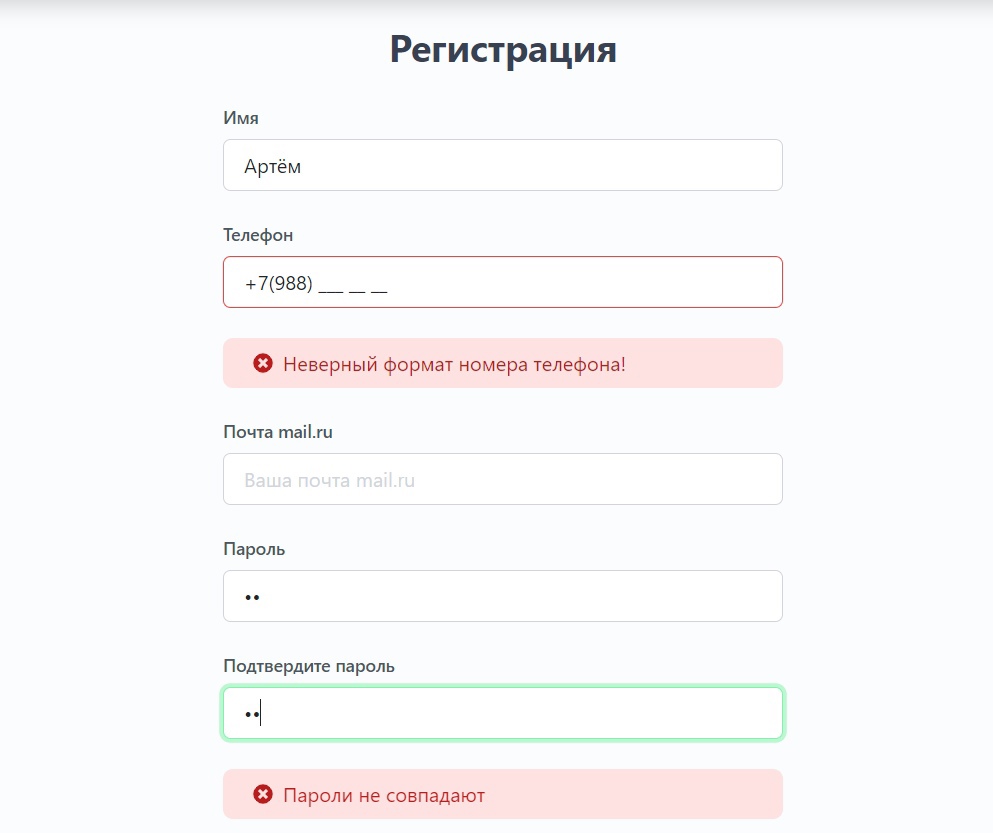 Регистрация
Имя
Артём
Телефон
+7(988) ___ __ __
Неверный формат номера телефона!
Почта mail.ru
Ваша почта mail.ru
Пароль
••
Подтвердите пароль
••
Пароли не совпадают